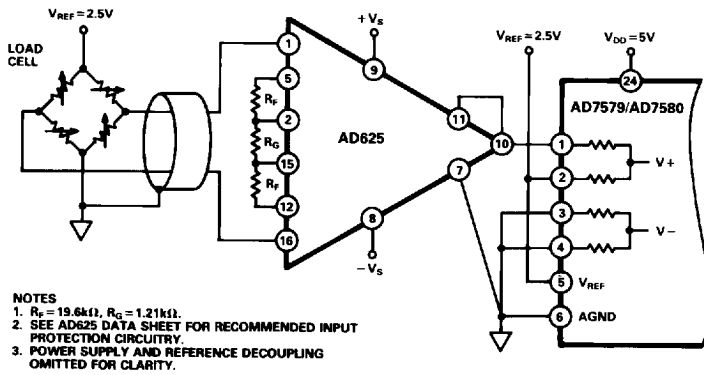 VREF = 2.5V
LOAD
CELL
1
5
RF
2
RG
15
RF
12
16
+VS
9
AD625
11
10
7
8
-VS
VREF = 2.5V
VDD = 5V
24
AD7579/AD7580
1
V+
2
3
V-
4
5
VREF
6
AGND
NOTES
1. RF = 19.6kΩ, RG = 1.21kΩ.
2. SEE AD625 DATA SHEET FOR RECOMMENDED INPUT
PROTECTION CIRCUITRY.
3. POWER SUPPLY AND REFERENCE DECOUPLING
OMITTED FOR CLARITY.